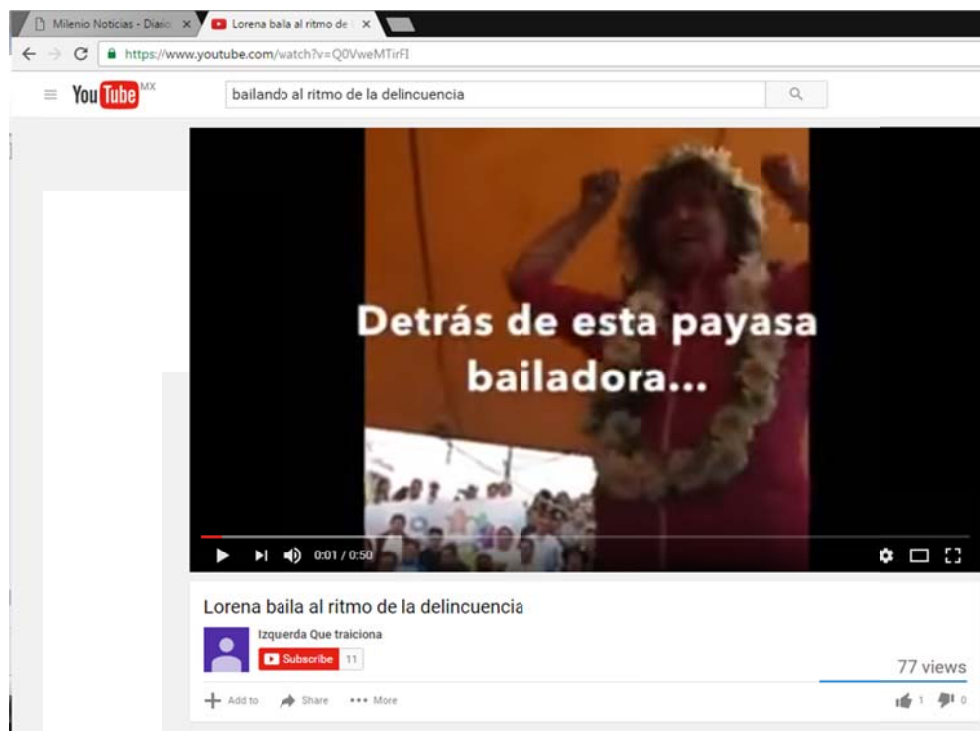 Milenio Noticias - Diario
Lorena baila al ritmo de
https://www.youtube.com/watch?v=Q0VweMTirFI
YouTube MX
bailando al ritmo de la delincuencia
Detrás de esta payasa
bailadora...
0:01 / 0:50
Lorena baila al ritmo de la delincuencia
Izquerda Que traiciona
Subscribe 11
77 views
Add to Share More
1 0